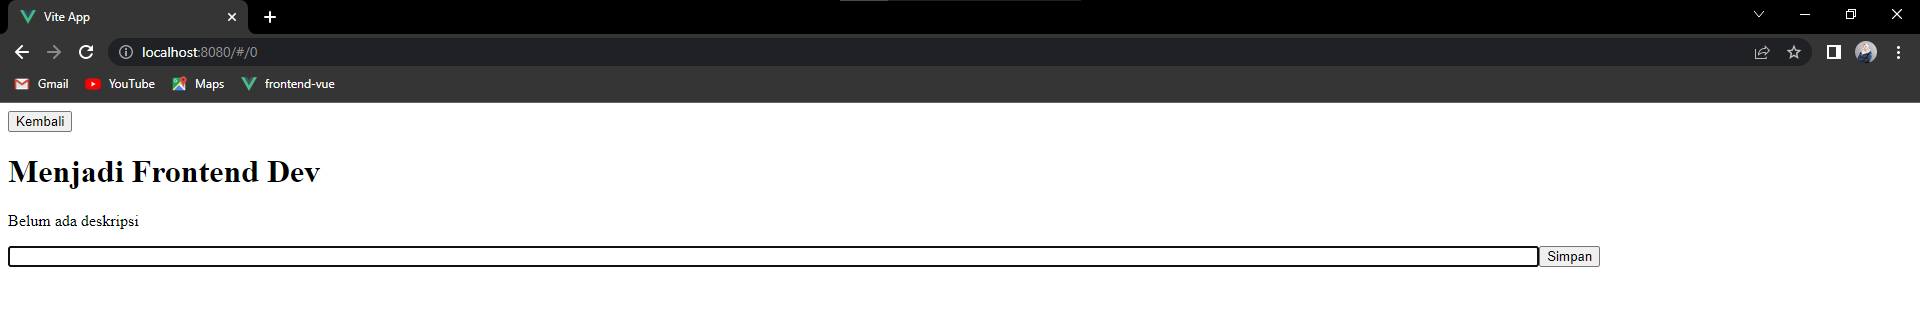 Vite App
localhost:8080/#/0
Gmail YouTube Maps frontend-vue
Kembali
Menjadi Frontend Dev
Belum ada deskripsi
Simpan